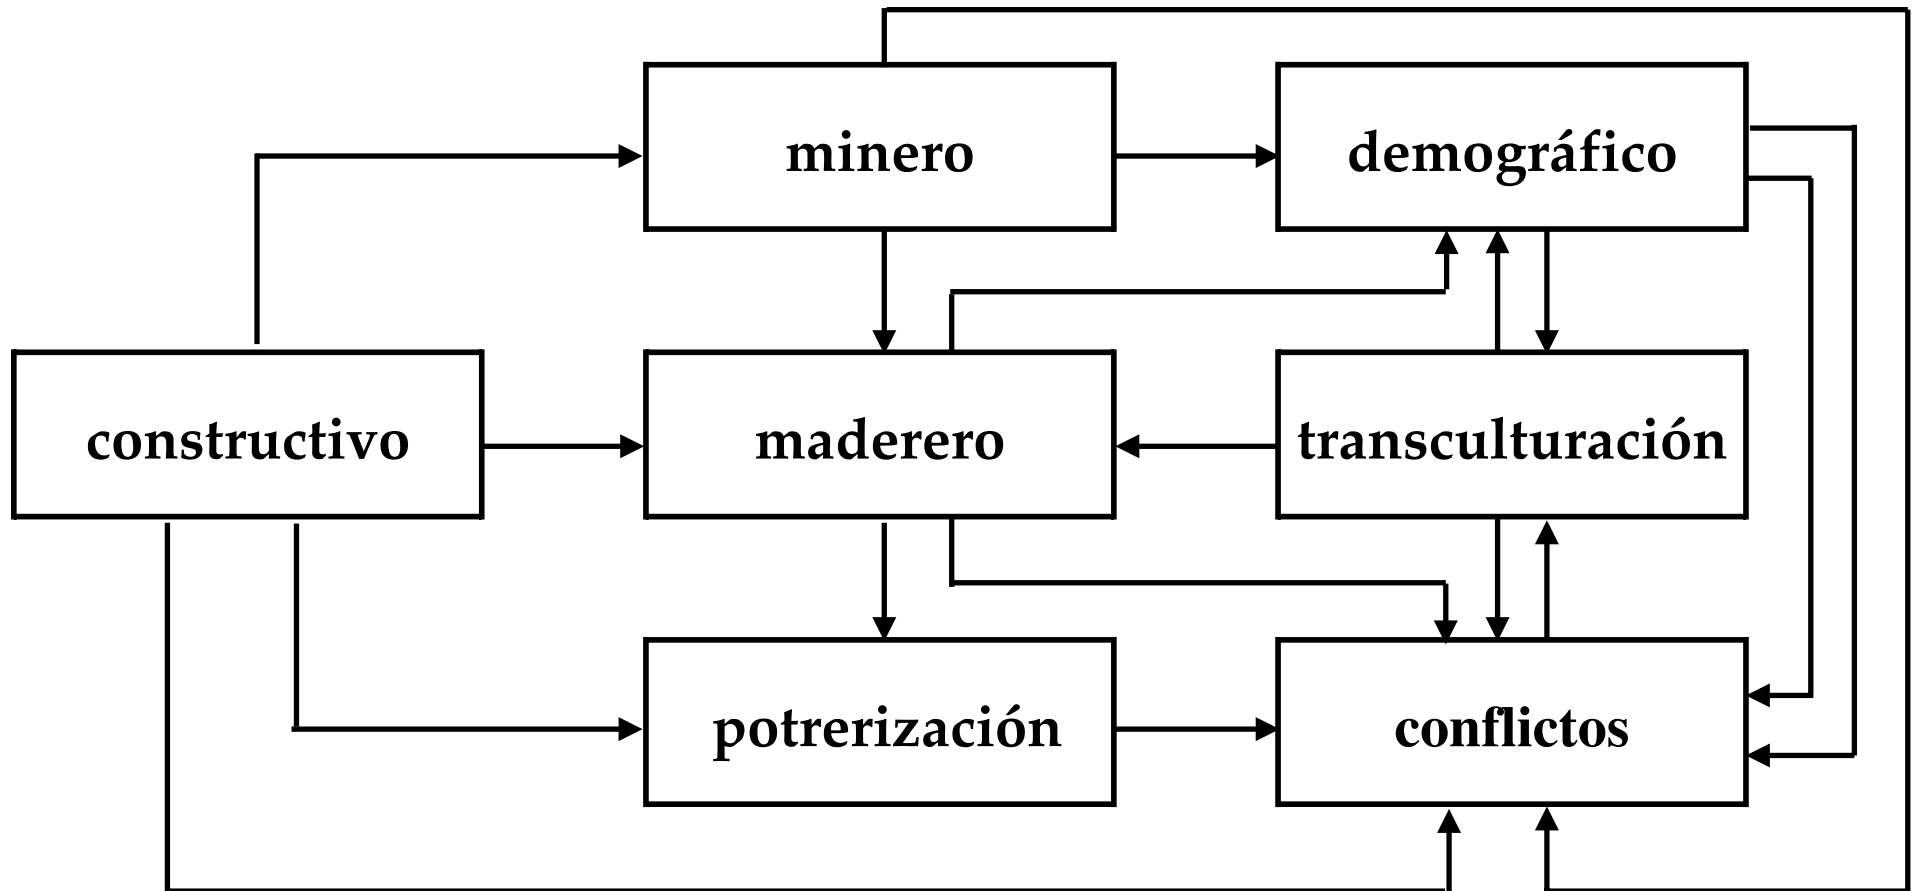 minero
demográfico
constructivo
maderero
transculturación
potrerización
conflictos